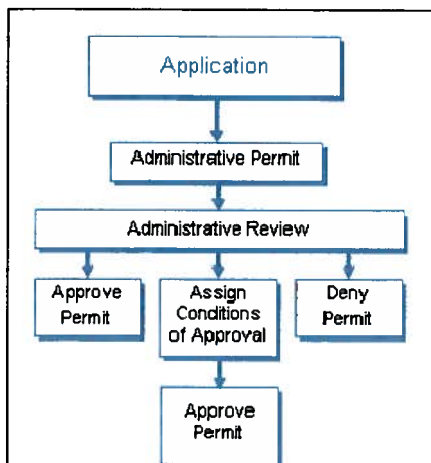 Application
Administrative Permit
Administrative Review
Approve
Permit
Assign
Conditions
of Approval
Deny
Permit
Approve
Permit